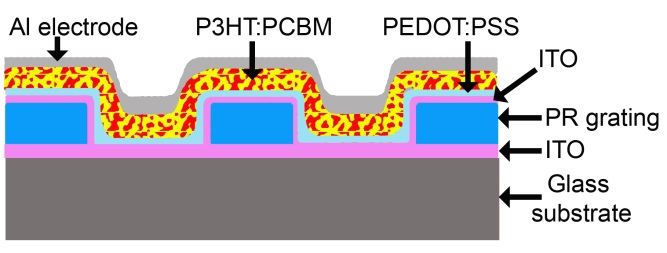 Al electrode
P3HT:PCBM
PEDOT:PSS
ITO
PR grating
ITO
Glass
substrate